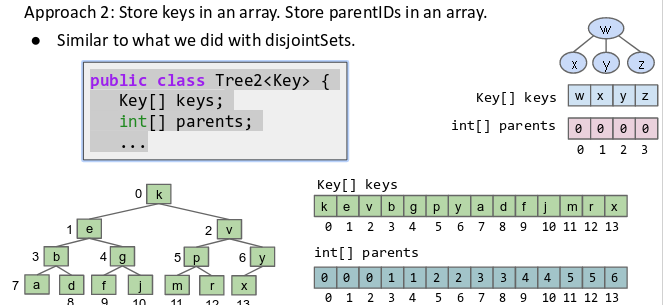 Approach 2: Store keys in an array. Store parentIDs in an array.
● Similar to what we did with disjointSets.
public class Tree2<Key> {
Key[] keys;
int[] parents;
...
w
x y z
Key[] keys w x y z
int[] parents 0 0 0 0
0 1 2 3
0 k
1 e 2 v
3 b 4 g 5 p 6 y
7 a d f j m r x
8 9 10 11 12 13
Key[] keys
k e v b g p y a d f j m r x
0 1 2 3 4 5 6 7 8 9 10 11 12 13
int[] parents
0 0 0 1 1 2 2 3 3 4 4 5 5 6
0 1 2 3 4 5 6 7 8 9 10 11 12 13